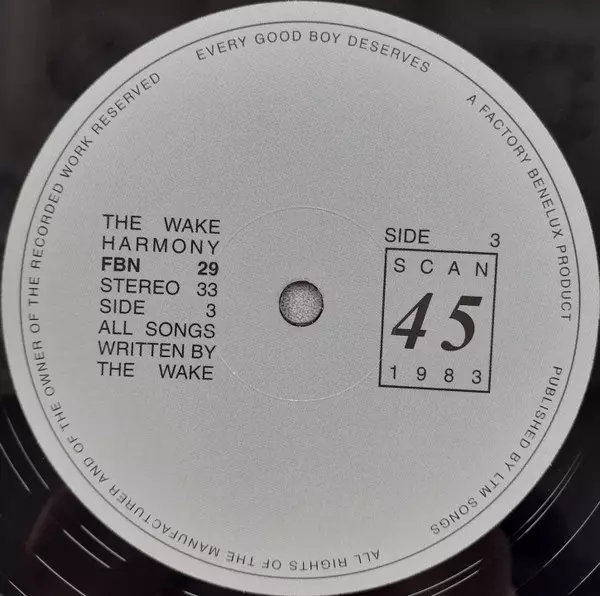 EVERY GOOD BOY DESERVES
A FACTORY BENELUX PRODUCT
PUBLISHED BY LTM SONGS
ALL RIGHTS OF THE MANUFACTURER AND OF THE OWNER OF THE RECORDED WORK RESERVED
THE WAKE
HARMONY
FBN 29
STEREO 33
SIDE 3
ALL SONGS
WRITTEN BY
THE WAKE
SIDE 3
SCAN
45
1983